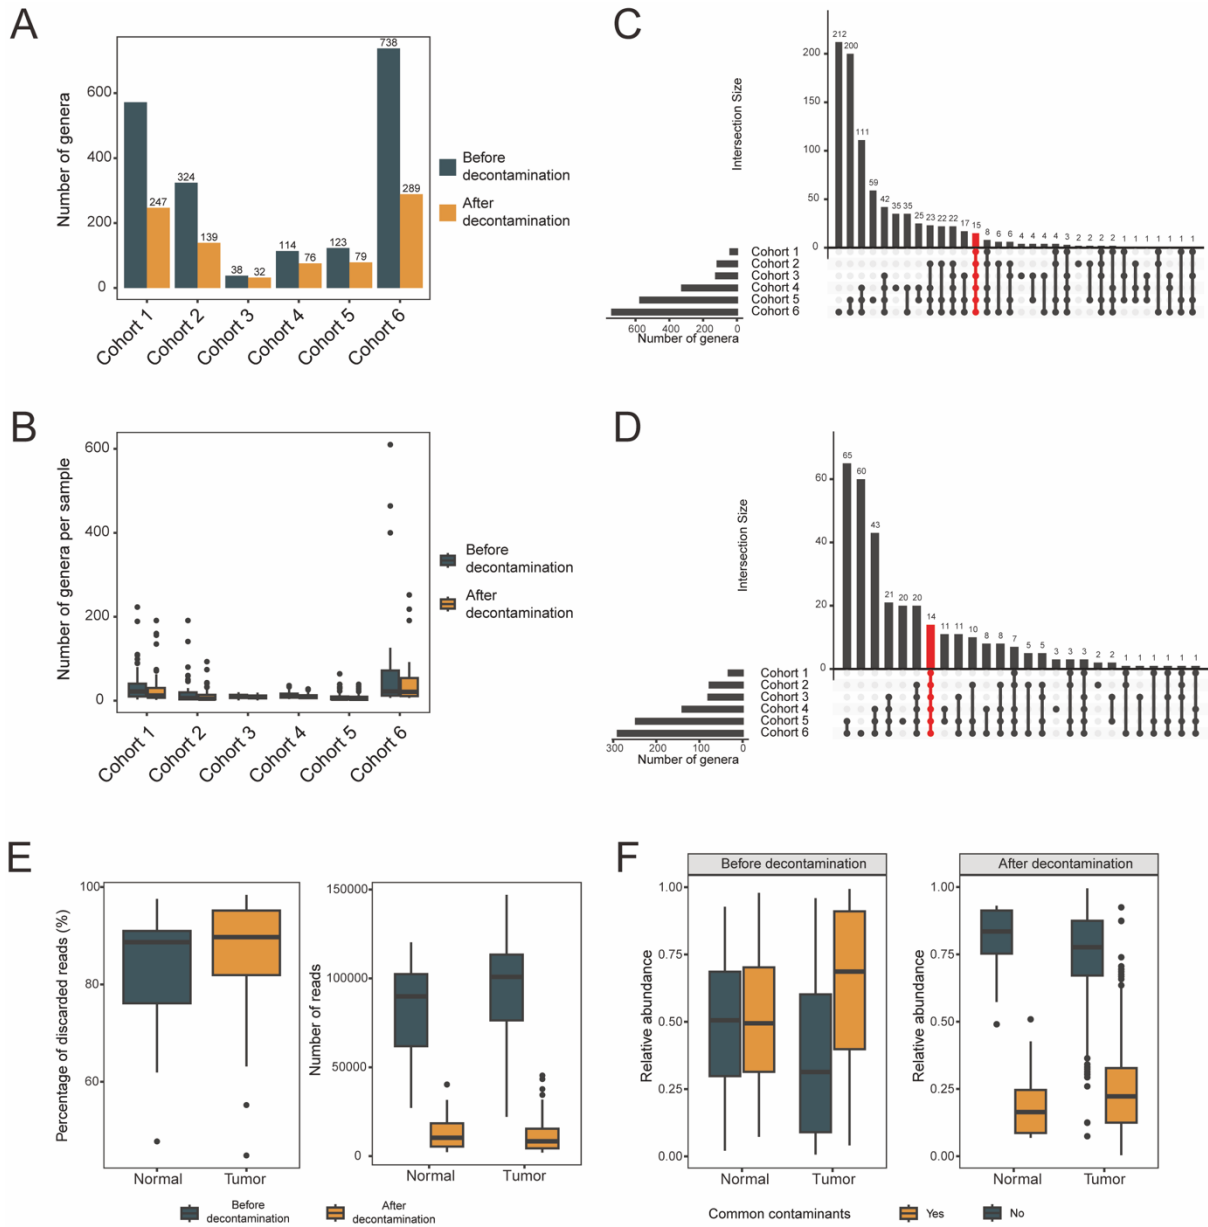 A
Number of genera
600
400
200
0
324
247
139
38
32
114
76
123
79
738
289
Cohort 1
Cohort 2
Cohort 3
Cohort 4
Cohort 5
Cohort 6
Before
decontamination
After
decontamination
C
Intersection Size
200
150
100
50
0
212
200
111
59
42
35
35
25
23
22
22
17
15
8
6
6
4
4
4
4
3
2
2
2
2
1
1
1
1
1
1
1
Cohort 1
Cohort 2
Cohort 3
Cohort 4
Cohort 5
Cohort 6
600 400 200 0
Number of genera
B
Number of genera per sample
600
400
200
0
Cohort 1
Cohort 2
Cohort 3
Cohort 4
Cohort 5
Cohort 6
Before
decontamination
After
decontamination
D
Intersection Size
60
40
20
0
65
60
43
21
20
20
14
11
11
10
8
8
7
5
5
3
3
3
2
2
1
1
1
1
1
1
Cohort 1
Cohort 2
Cohort 3
Cohort 4
Cohort 5
Cohort 6
300 200 100 0
Number of genera
E
Percentage of discarded reads (%)
100
80
60
Normal Tumor
Number of reads
150000
100000
50000
0
Normal Tumor
Before
decontamination
After
decontamination
F
Before decontamination
Relative abundance
1.00
0.75
0.50
0.25
0.00
Normal Tumor
After decontamination
Relative abundance
1.00
0.75
0.50
0.25
0.00
Normal Tumor
Common contaminants Yes No